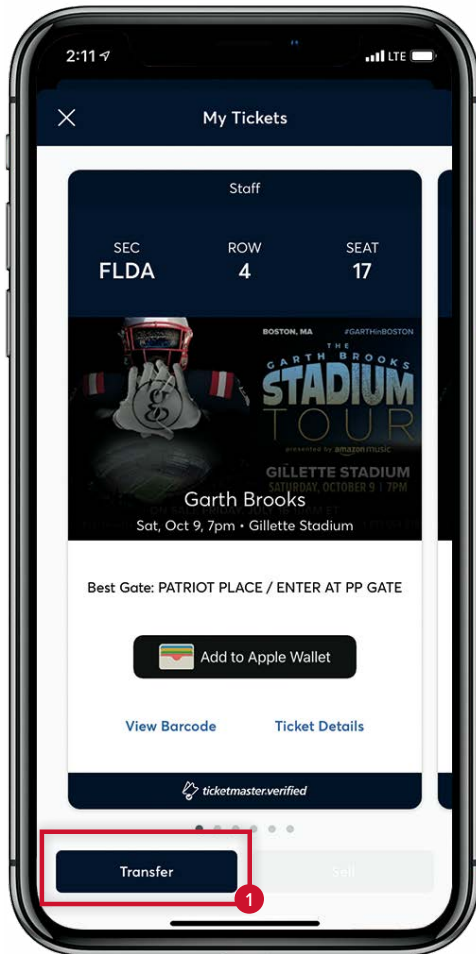 2:11
LTE
My Tickets
Staff
SEC ROW SEAT
FLDA 4 17
BOSTON, MA #GARTHinBOSTON
THE
GARTH BROOKS
STADIUM
TOUR
presented by amazon music
GILLETTE STADIUM
SATURDAY, OCTOBER 9 | 7PM
Garth Brooks
Sat, Oct 9, 7pm • Gillette Stadium
Best Gate: PATRIOT PLACE / ENTER AT PP GATE
Add to Apple Wallet
View Barcode Ticket Details
ticketmaster.verified
Transfer Sell
1